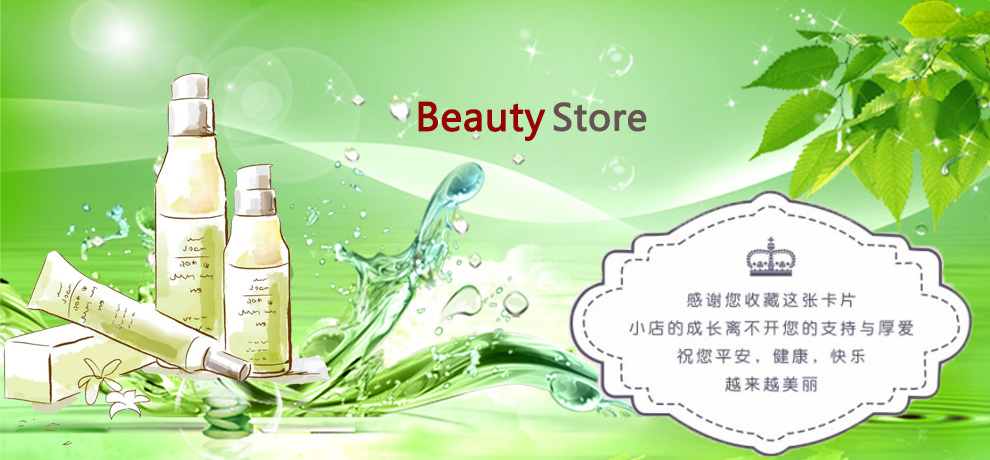 Beauty Store
感谢您收藏这张卡片
小店的成长离不开您的支持与厚爱
祝您平安，健康，快乐
越来越美丽